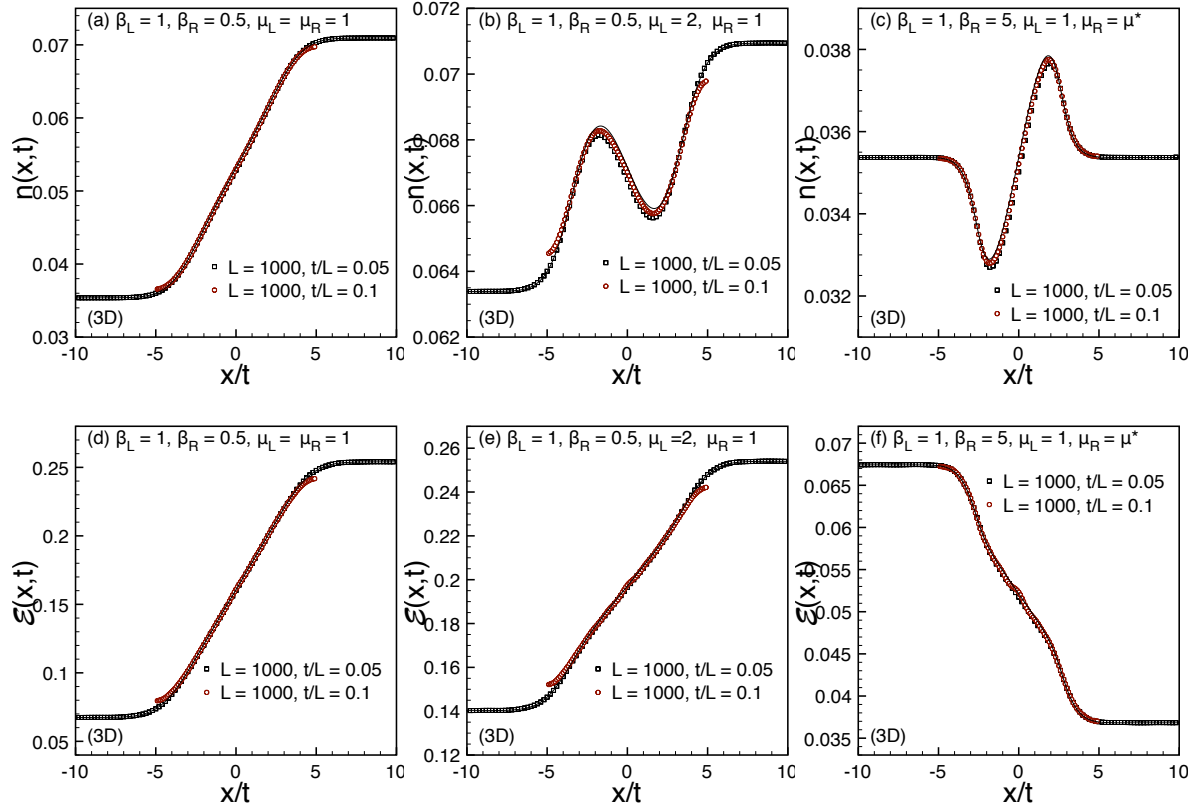 (a) β_L = 1, β_R = 0.5, μ_L = μ_R = 1
n(x,t)
0.07
0.06
0.05
0.04
0.03
L = 1000, t/L = 0.05
L = 1000, t/L = 0.1
(3D)
-10 -5 0 5 10
x/t
(b) β_L = 1, β_R = 0.5, μ_L = 2, μ_R = 1
n(x,t)
0.072
0.07
0.068
0.066
0.064
0.062
L = 1000, t/L = 0.05
L = 1000, t/L = 0.1
(3D)
-10 -5 0 5 10
x/t
(c) β_L = 1, β_R = 5, μ_L = 1, μ_R = μ*
n(x,t)
0.038
0.036
0.034
0.032
L = 1000, t/L = 0.05
L = 1000, t/L = 0.1
(3D)
-10 -5 0 5 10
x/t
(d) β_L = 1, β_R = 0.5, μ_L = μ_R = 1
ℰ(x,t)
0.25
0.20
0.15
0.10
0.05
L = 1000, t/L = 0.05
L = 1000, t/L = 0.1
(3D)
-10 -5 0 5 10
x/t
(e) β_L = 1, β_R = 0.5, μ_L =2, μ_R = 1
ℰ(x,t)
0.26
0.24
0.22
0.2
0.18
0.16
0.14
0.12
L = 1000, t/L = 0.05
L = 1000, t/L = 0.1
(3D)
-10 -5 0 5 10
x/t
(f) β_L = 1, β_R = 5, μ_L = 1, μ_R = μ*
ℰ(x,t)
0.07
0.065
0.06
0.055
0.05
0.045
0.04
0.035
L = 1000, t/L = 0.05
L = 1000, t/L = 0.1
(3D)
-10 -5 0 5 10
x/t